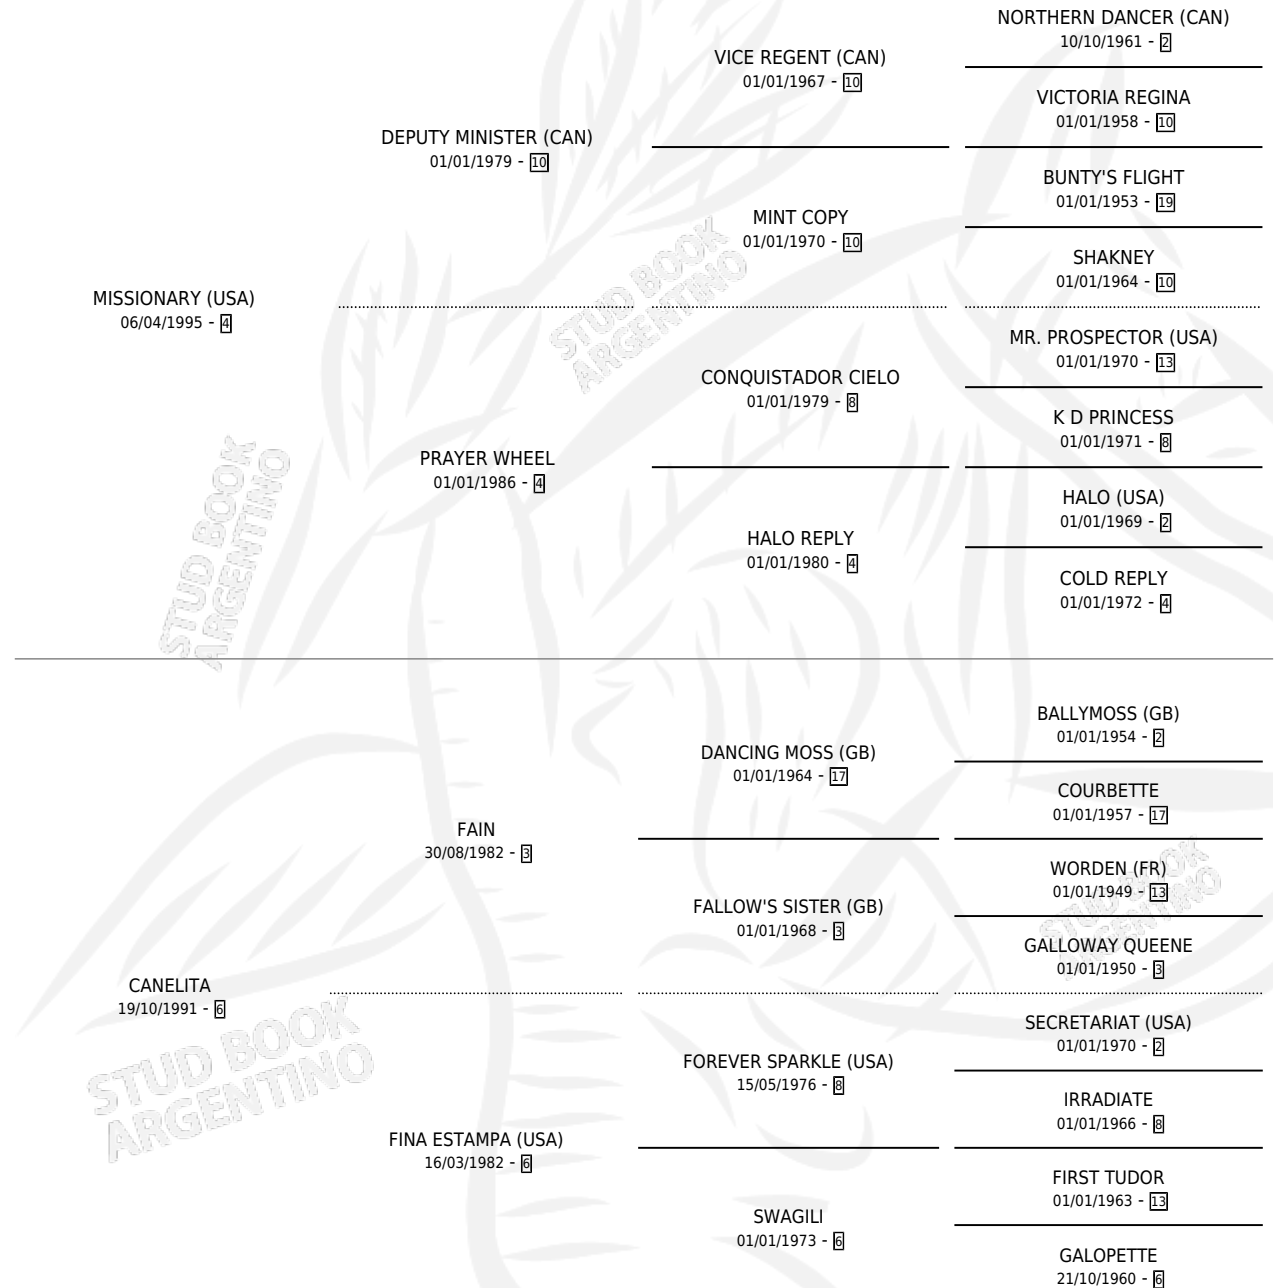 NORTHERN DANCER (CAN)
10/10/1961 - 2
VICE REGENT (CAN)
01/01/1967 - 10
VICTORIA REGINA
01/01/1958 - 10
DEPUTY MINISTER (CAN)
01/01/1979 - 10
BUNTY'S FLIGHT
01/01/1953 - 19
MINT COPY
01/01/1970 - 10
SHAKNEY
01/01/1964 - 10
MISSIONARY (USA)
06/04/1995 - 4
MR. PROSPECTOR (USA)
01/01/1970 - 13
CONQUISTADOR CIELO
01/01/1979 - 8
K D PRINCESS
01/01/1971 - 8
PRAYER WHEEL
01/01/1986 - 4
HALO (USA)
01/01/1969 - 2
HALO REPLY
01/01/1980 - 4
COLD REPLY
01/01/1972 - 4
STUD BOOK
ARGENTINO
STUD BOOK
ARGENTINO
BALLYMOSS (GB)
01/01/1954 - 2
DANCING MOSS (GB)
01/01/1964 - 17
COURBETTE
01/01/1957 - 17
FAIN
30/08/1982 - 3
WORDEN (FR)
01/01/1949 - 13
FALLOW'S SISTER (GB)
01/01/1968 - 3
GALLOWAY QUEENE
01/01/1950 - 3
STUD BOOK
ARGENTINO
CANELITA
19/10/1991 - 6
SECRETARIAT (USA)
01/01/1970 - 2
FOREVER SPARKLE (USA)
15/05/1976 - 8
IRRADIATE
01/01/1966 - 8
STUD BOOK
ARGENTINO
FINA ESTAMPA (USA)
16/03/1982 - 6
FIRST TUDOR
01/01/1963 - 13
SWAGILI
01/01/1973 - 6
GALOPETTE
21/10/1960 - 6